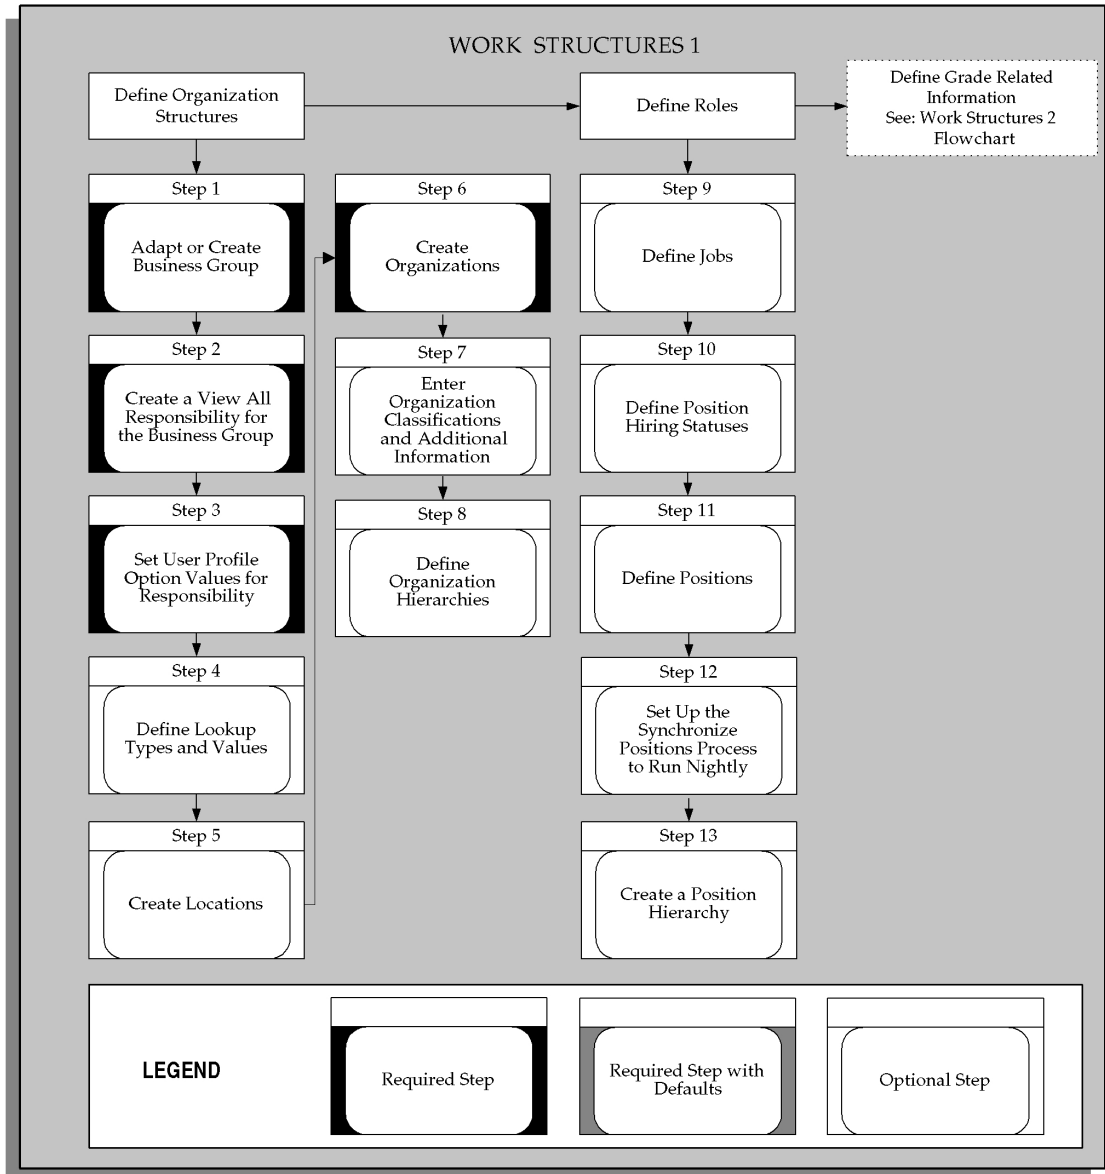 WORK STRUCTURES 1
Define Organization
Structures
Define Roles
Define Grade Related
Information
See: Work Structures 2
Flowchart
Step 1
Adapt or Create
Business Group
Step 2
Create a View All
Responsibility for
the Business Group
Step 3
Set User Profile
Option Values for
Responsibility
Step 4
Define Lookup
Types and Values
Step 5
Create Locations
Step 6
Create
Organizations
Step 7
Enter
Organization
Classifications
and Additional
Information
Step 8
Define
Organization
Hierarchies
Step 9
Define Jobs
Step 10
Define Position
Hiring Statuses
Step 11
Define Positions
Step 12
Set Up the
Synchronize
Positions Process
to Run Nightly
Step 13
Create a Position
Hierarchy
LEGEND
Required Step
Required Step with
Defaults
Optional Step